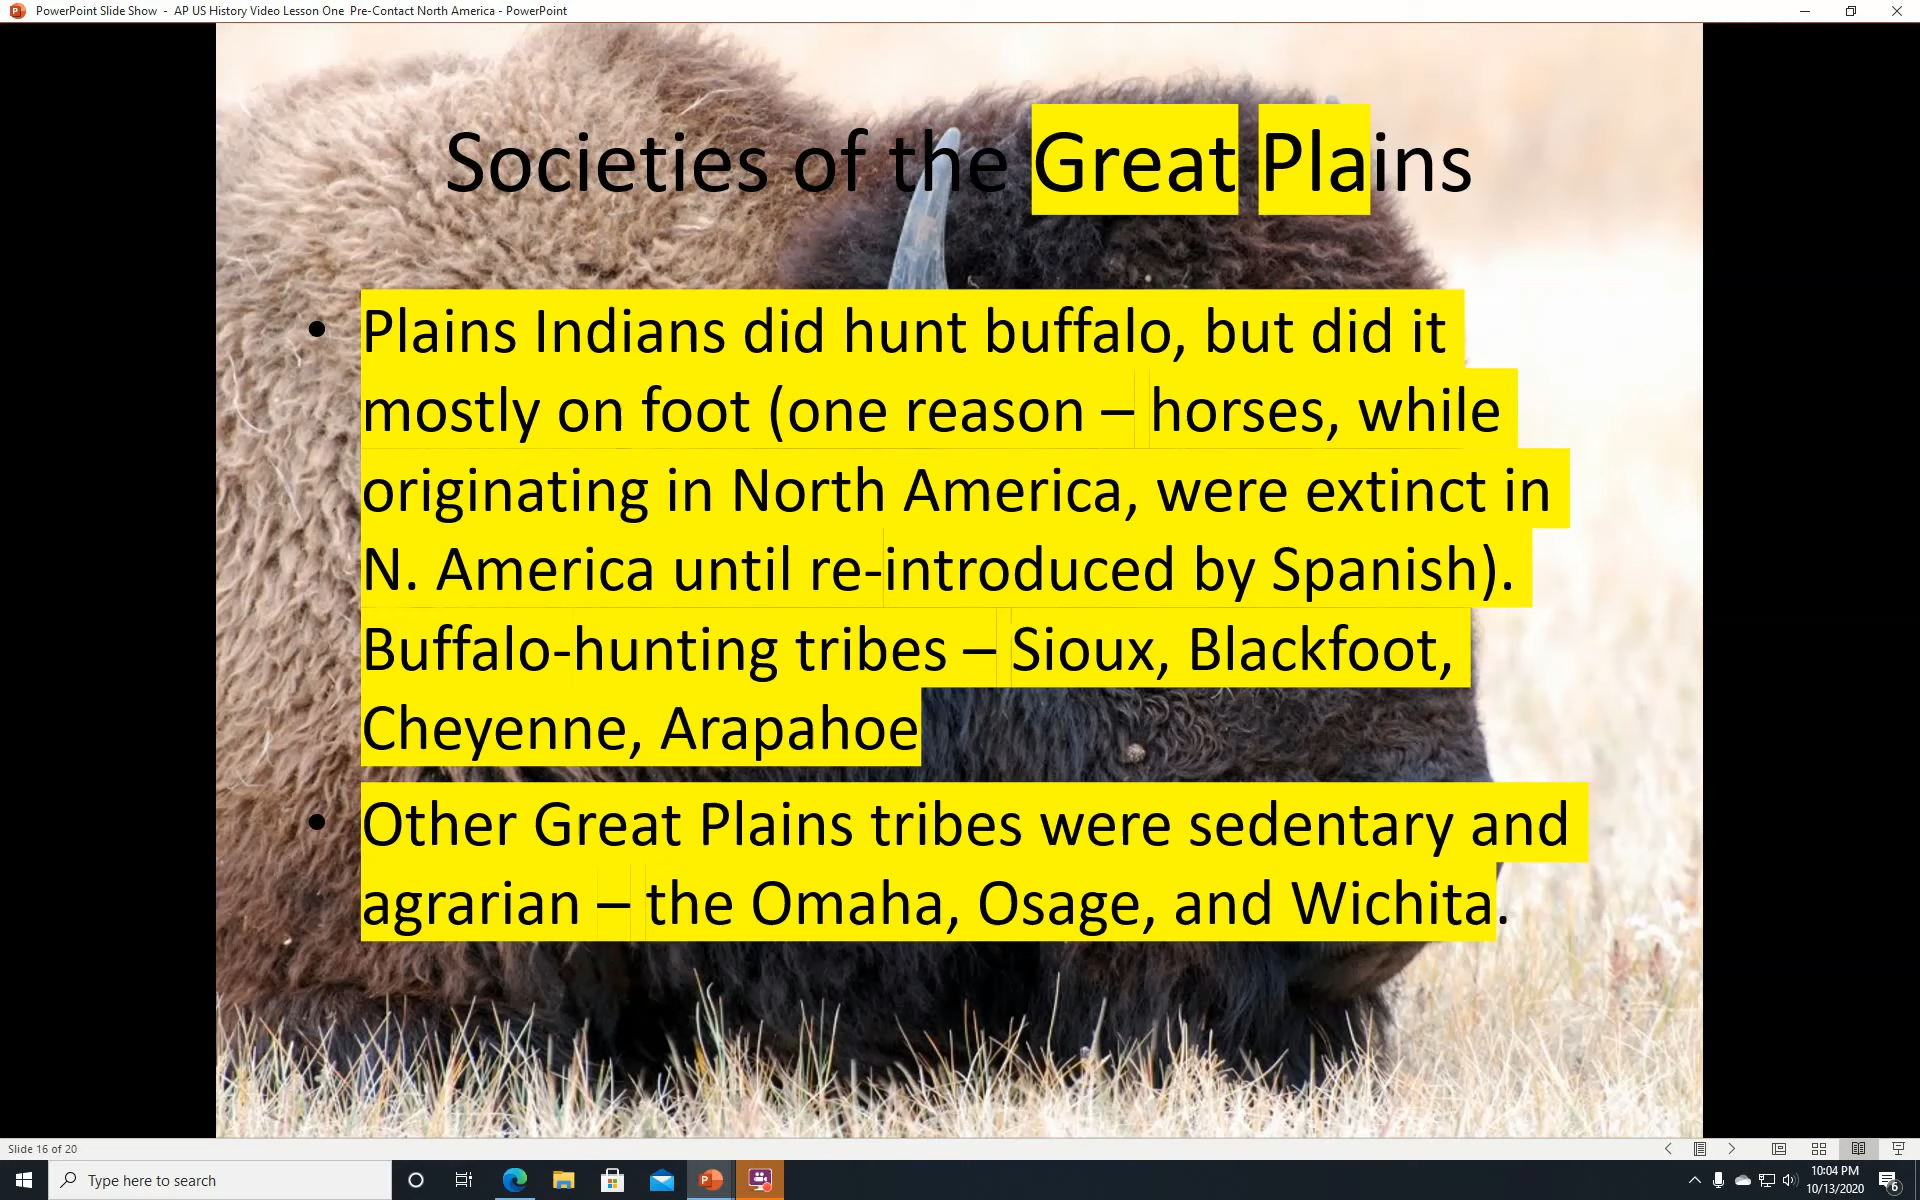 PowerPoint Slide Show - AP US History Video Lesson One Pre-Contact North America - PowerPoint
Societies of the Great Plains
• Plains Indians did hunt buffalo, but did it
mostly on foot (one reason – horses, while
originating in North America, were extinct in
N. America until re-introduced by Spanish).
Buffalo-hunting tribes – Sioux, Blackfoot,
Cheyenne, Arapahoe
• Other Great Plains tribes were sedentary and
agrarian – the Omaha, Osage, and Wichita.
Slide 16 of 20
Type here to search
10:04 PM
10/13/2020
6